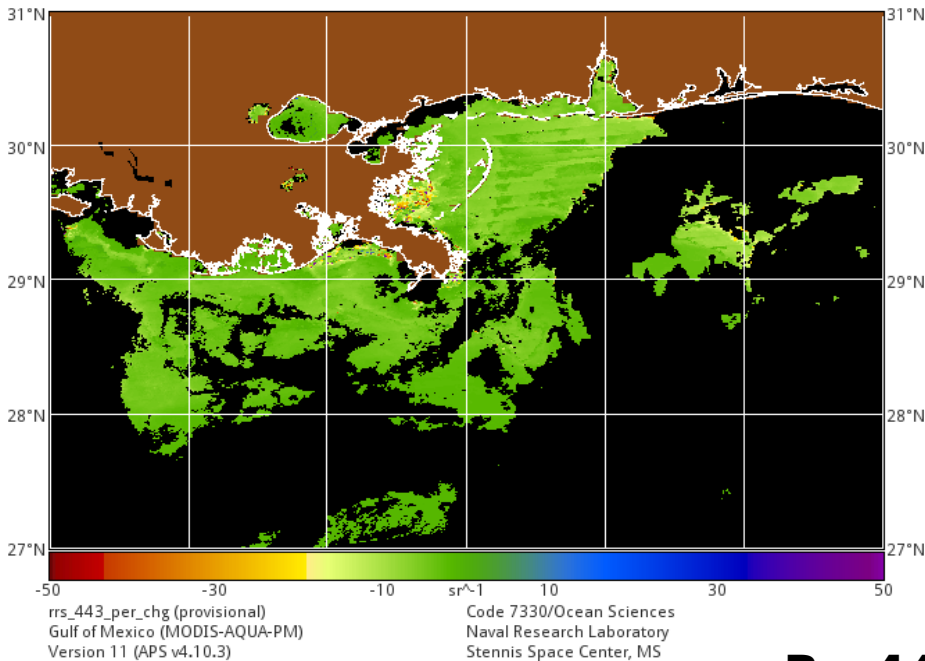 31°N 31°N
30°N 30°N
29°N 29°N
28°N 28°N
27°N 27°N
-50 -30 -10 sr^-1 10 30 50
rrs_443_per_chg (provisional) Code 7330/Ocean Sciences
Gulf of Mexico (MODIS-AQUA-PM) Naval Research Laboratory
Version 11 (APS v4.10.3) Stennis Space Center, MS